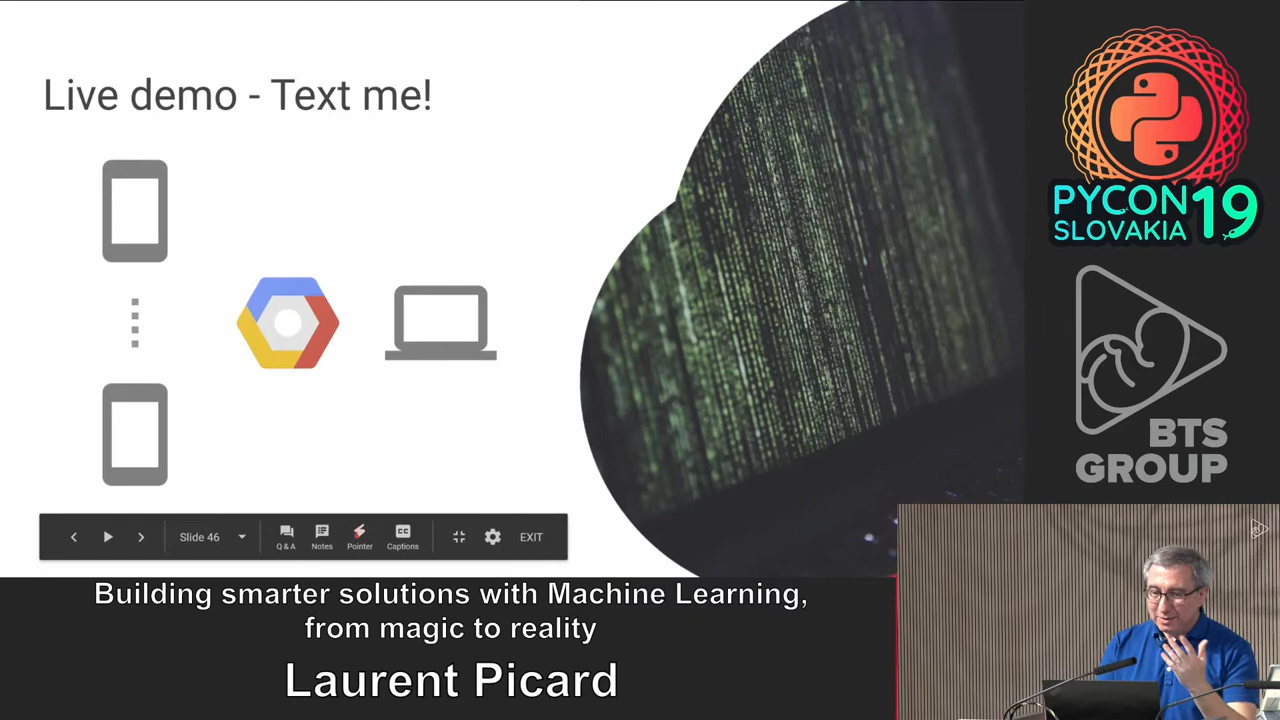 Live demo - Text me!
Slide 46
Q & A
Notes
Pointer
CC
Captions
EXIT
PYCON 19
SLOVAKIA
BTS
GROUP
Building smarter solutions with Machine Learning,
from magic to reality
Laurent Picard